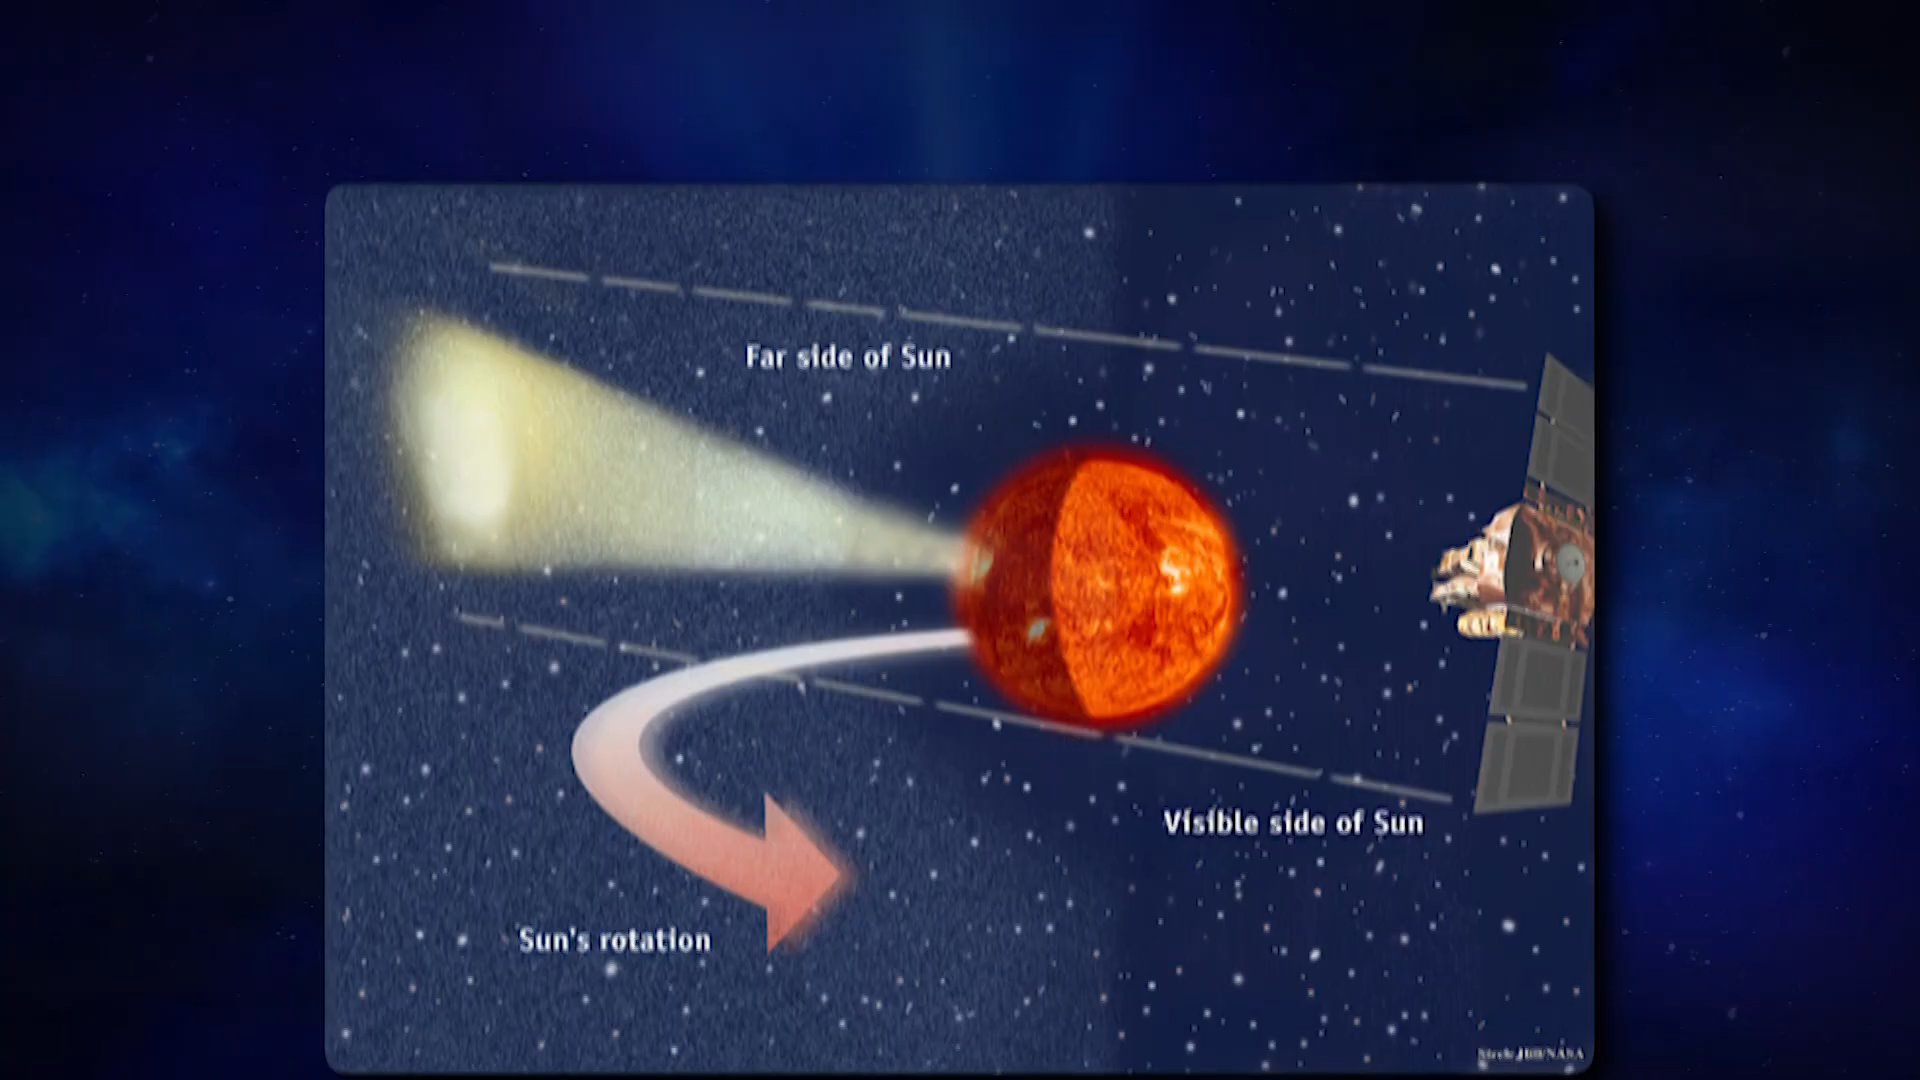 Far side of Sun
Visible side of Sun
Sun's rotation